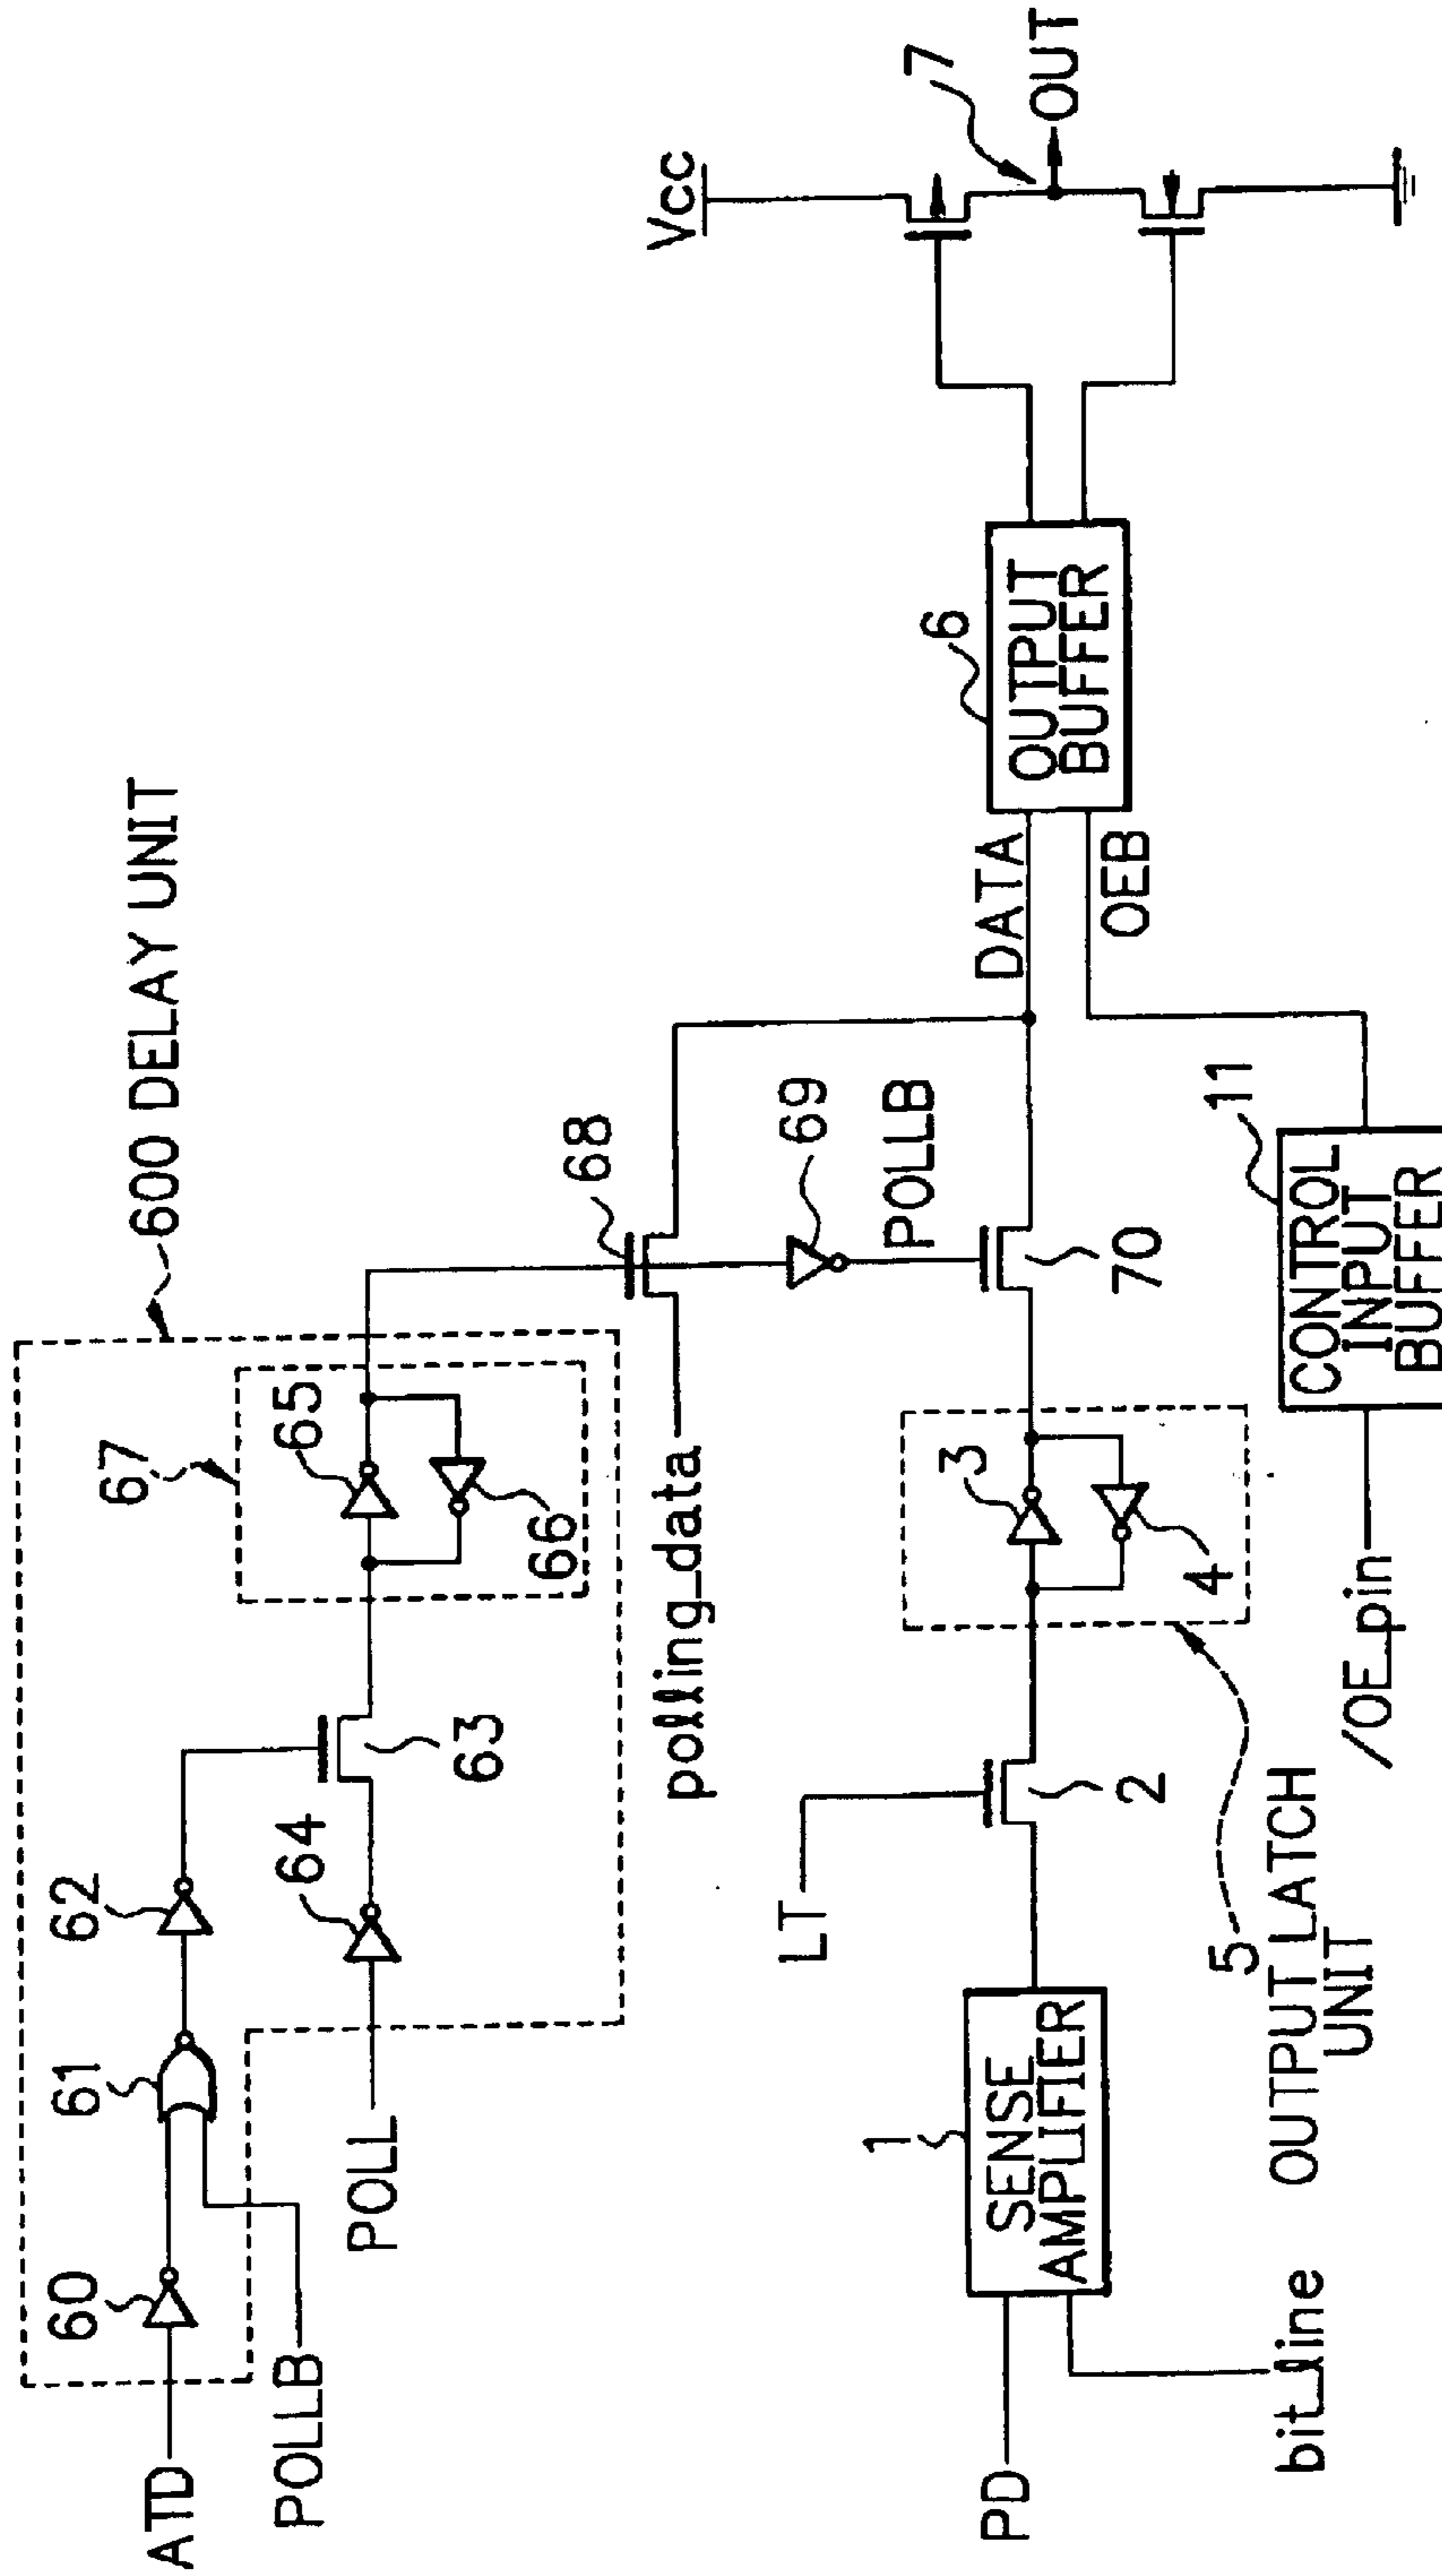 600 DELAY UNIT
ATD
60
61
62
POLLB
POLL
64
63
67
65
66
68
polling_data
69
POLLB
70
PD
bit_line
1
SENSE
AMPLIFIER
LT
2
3
4
5 OUTPUT LATCH
UNIT
/OE_pin
11
CONTROL
INPUT
BUFFER
DATA
OEB
6
OUTPUT
BUFFER
Vcc
7
OUT